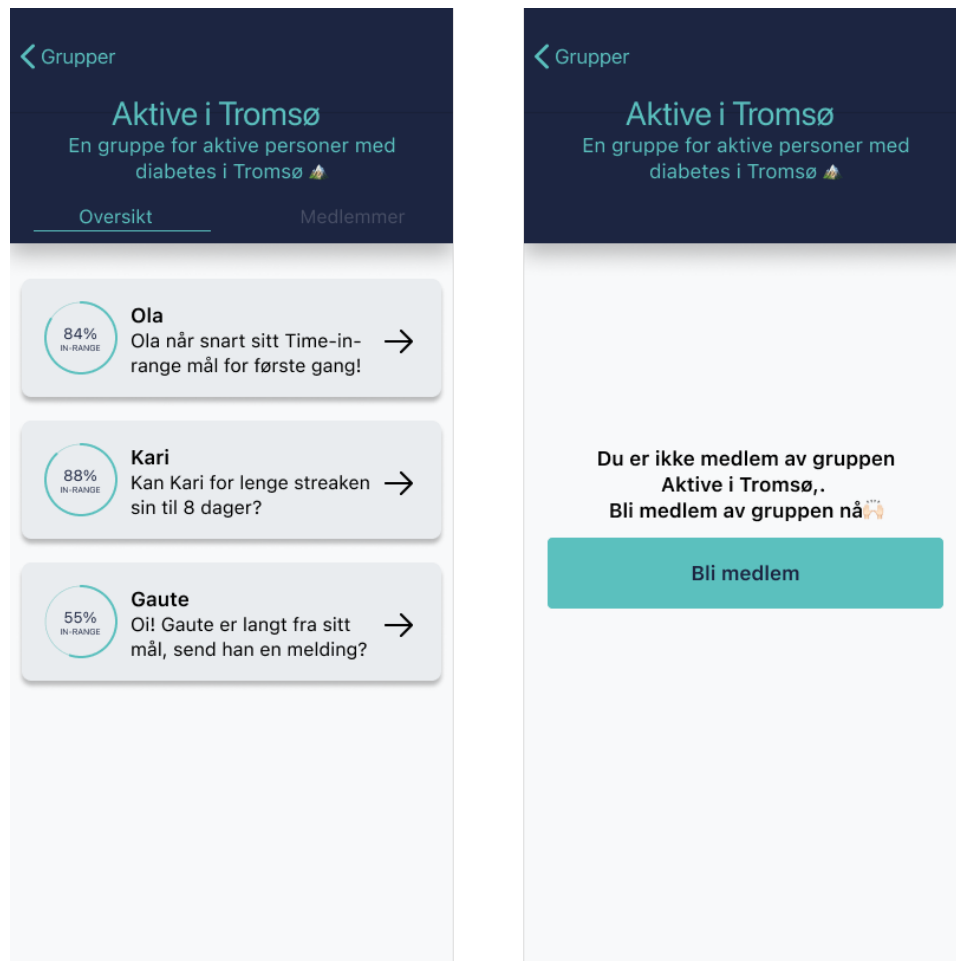 Grupper
Aktive i Tromsø
En gruppe for aktive personer med
diabetes i Tromsø 🏔️
Oversikt
Medlemmer
84%
IN-RANGE
Ola
Ola når snart sitt Time-in-
range mål for første gang!
88%
IN-RANGE
Kari
Kan Kari for lenge streaken
sin til 8 dager?
55%
IN-RANGE
Gaute
Oi! Gaute er langt fra sitt
mål, send han en melding?
Grupper
Aktive i Tromsø
En gruppe for aktive personer med
diabetes i Tromsø 🏔️
Du er ikke medlem av gruppen
Aktive i Tromsø,.
Bli medlem av gruppen nå🙌🏻
Bli medlem